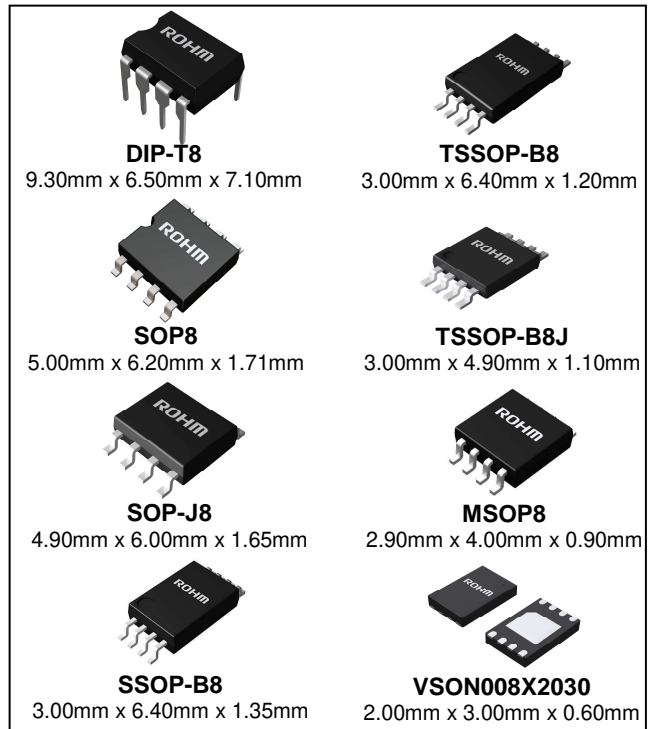 ROHM
DIP-T8
9.30mm x 6.50mm x 7.10mm
ROHM
TSSOP-B8
3.00mm x 6.40mm x 1.20mm
ROHM
SOP8
5.00mm x 6.20mm x 1.71mm
ROHM
TSSOP-B8J
3.00mm x 4.90mm x 1.10mm
ROHM
SOP-J8
4.90mm x 6.00mm x 1.65mm
ROHM
MSOP8
2.90mm x 4.00mm x 0.90mm
ROHM
SSOP-B8
3.00mm x 6.40mm x 1.35mm
ROHM
VSON008X2030
2.00mm x 3.00mm x 0.60mm